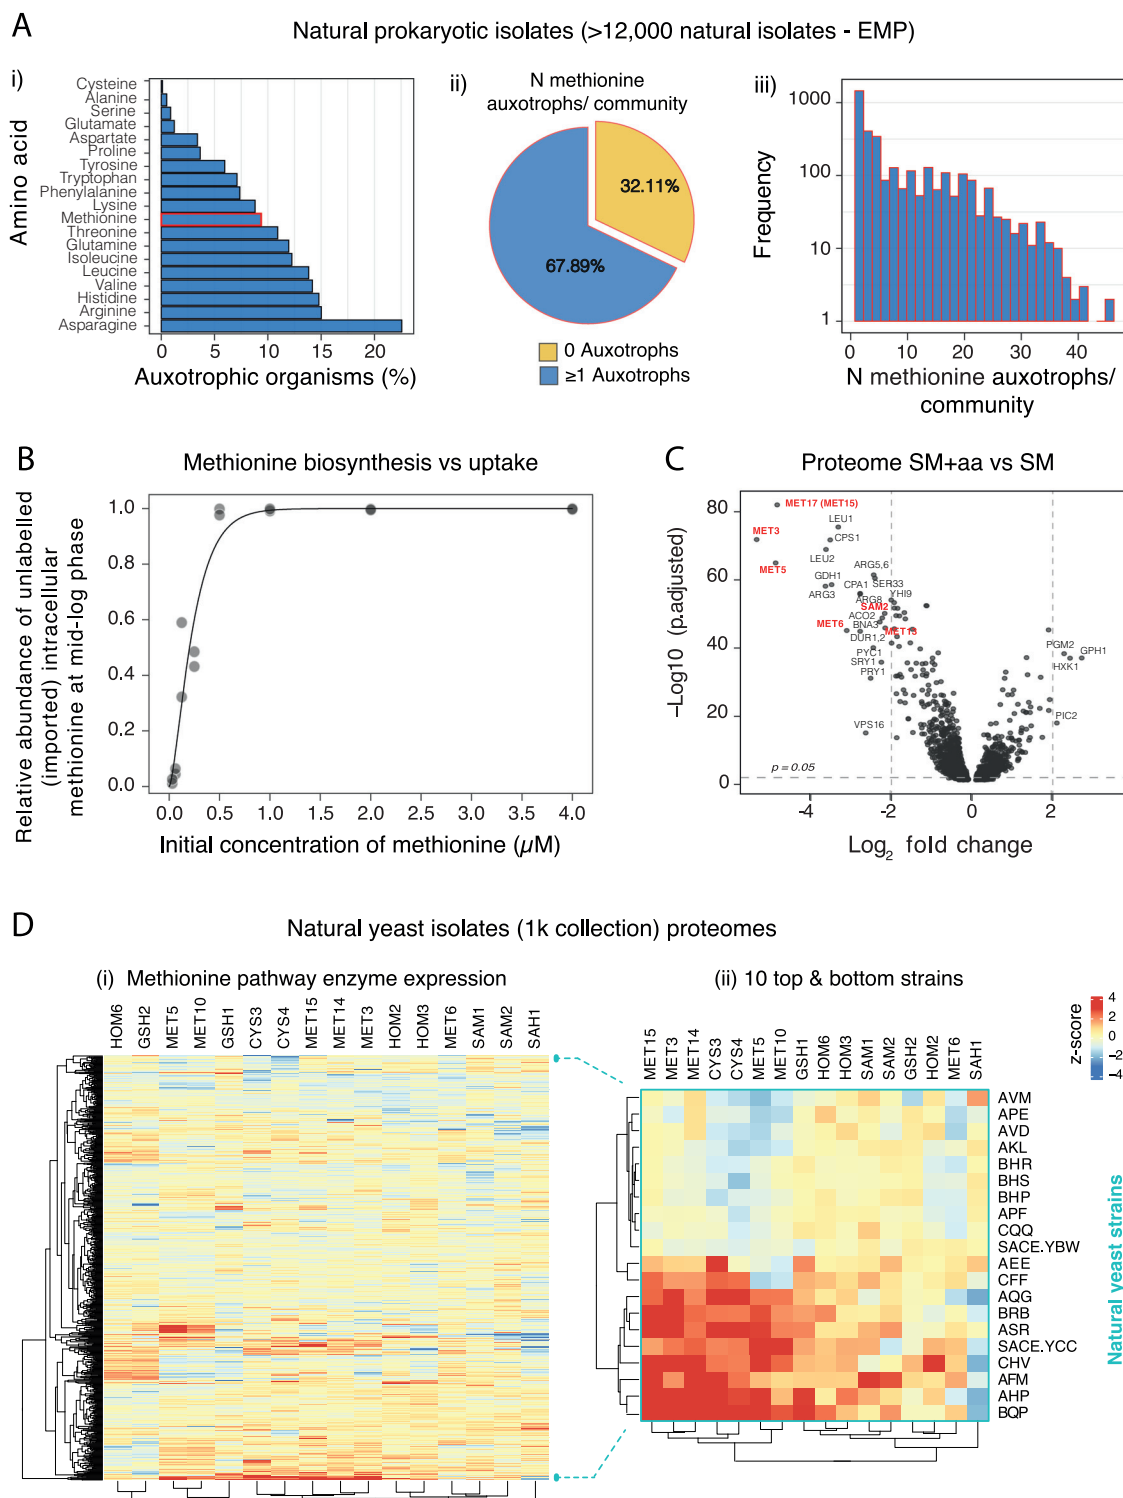 A
Natural prokaryotic isolates (>12,000 natural isolates - EMP)
i)
Amino acid
Cysteine
Alanine
Serine
Glutamate
Aspartate
Proline
Tyrosine
Tryptophan
Phenylalanine
Lysine
Methionine
Threonine
Glutamine
Isoleucine
Leucine
Valine
Histidine
Arginine
Asparagine
0 5 10 15 20
Auxotrophic organisms (%)
ii)
N methionine
auxotrophs/ community
32.11%
67.89%
0 Auxotrophs
≥1 Auxotrophs
iii)
Frequency
1000
100
10
1
0 10 20 30 40
N methionine auxotrophs/
community
B
Methionine biosynthesis vs uptake
Relative abundance of unlabelled
(imported) intracellular
methionine at mid-log phase
1.0
0.8
0.6
0.4
0.2
0.0
0.0 0.5 1.0 1.5 2.0 2.5 3.0 3.5 4.0
Initial concentration of methionine (µM)
C
Proteome SM+aa vs SM
−Log10 (p.adjusted)
80
60
40
20
0
MET17 (MET15)
LEU1
MET3
CPS1
LEU2
MET5
ARG5,6
GDH1
SER33
CPA1
ARG3
YHI9
ARG8
SAM2
ACO2
MET6
BNA3
MET13
DUR1,2
PYC1
SRY1
PRY1
VPS16
PGM2
GPH1
HXK1
PIC2
p = 0.05
-4 -2 0 2
Log2 fold change
D
Natural yeast isolates (1k collection) proteomes
(i) Methionine pathway enzyme expression
HOM6 GSH2 MET5 MET10 GSH1 CYS3 CYS4 MET15 MET14 MET3 HOM2 HOM3 MET6 SAM1 SAM2 SAH1
(ii) 10 top & bottom strains
MET15 MET3 MET14 CYS3 CYS4 MET5 MET10 GSH1 HOM6 HOM3 SAM1 SAM2 GSH2 HOM2 MET6 SAH1
z-score
4
2
0
−2
−4
AVM
APE
AVD
AKL
BHR
BHS
BHP
APF
CQQ
SACE.YBW
AEE
CFF
AQG
BRB
ASR
SACE.YCC
CHV
AFM
AHP
BQP
Natural yeast strains